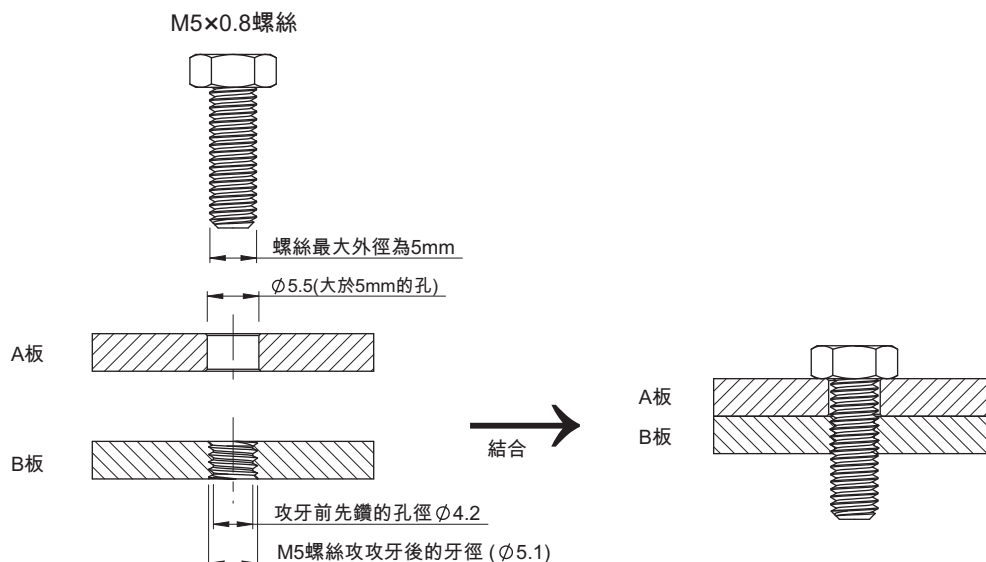 M5×0.8螺絲
螺絲最大外徑為5mm
∅5.5(大於5mm的孔)
A板
B板
結合
A板
B板
攻牙前先鑽的孔徑∅4.2
M5螺絲攻攻牙後的牙徑 (∅5.1)